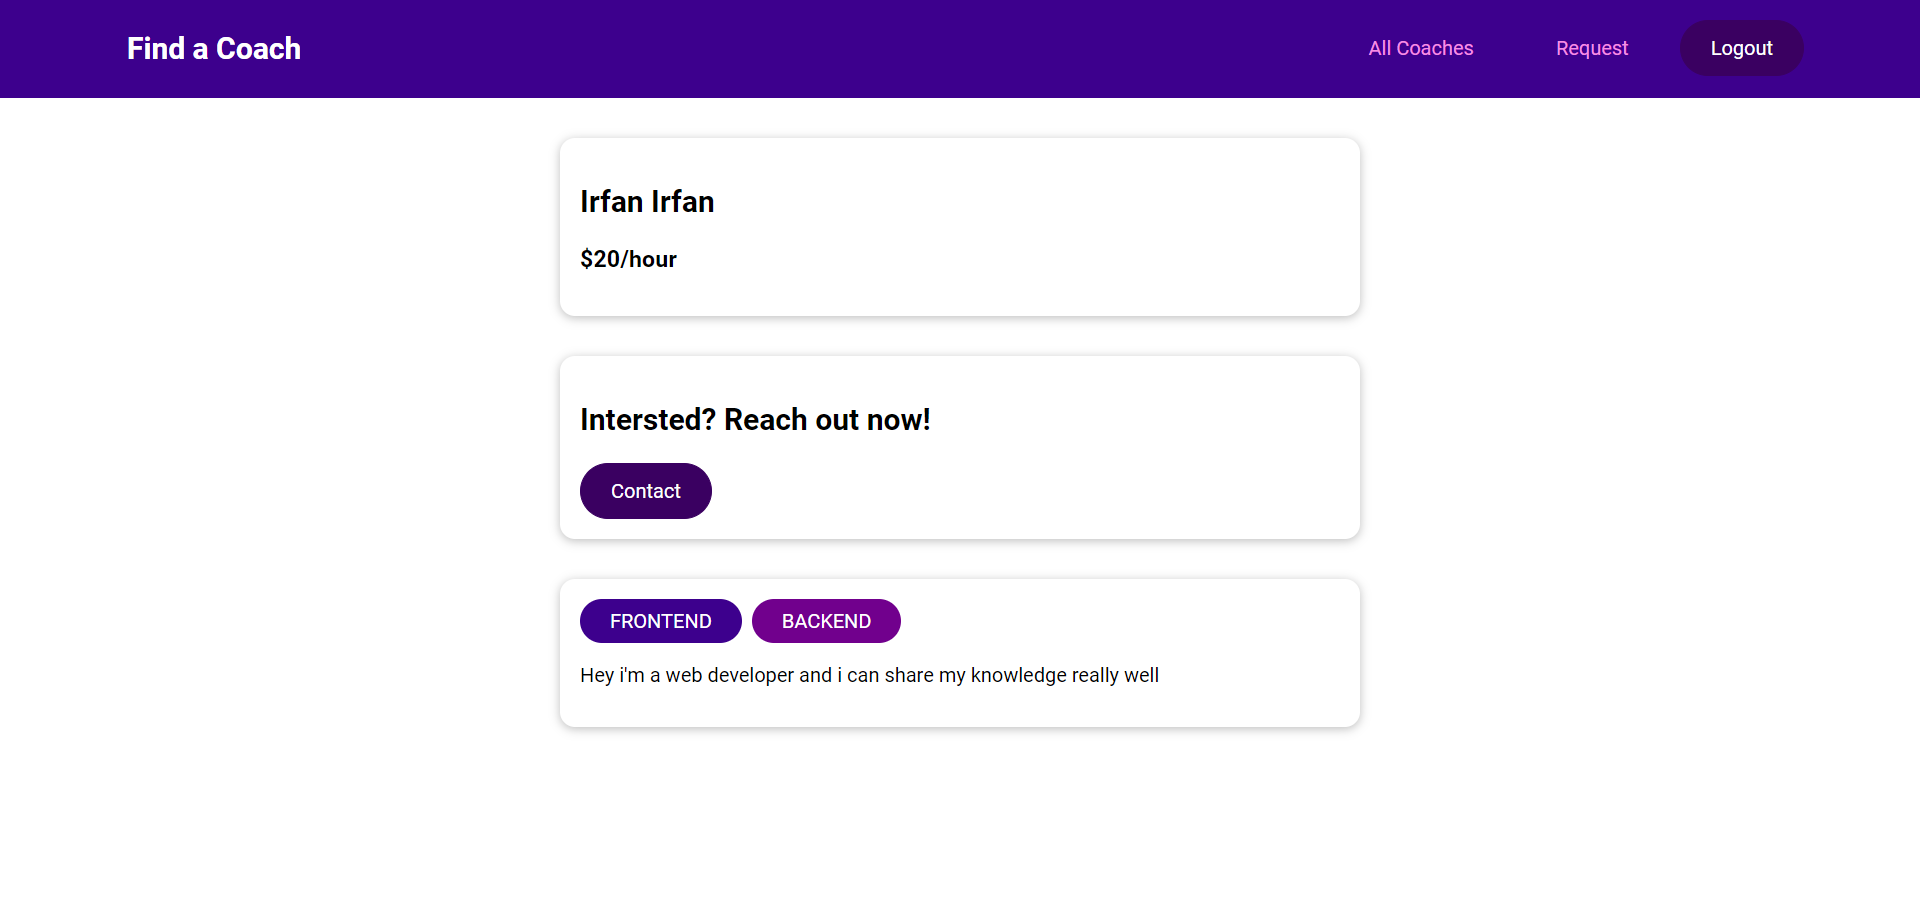 Find a Coach
All Coaches
Request
Logout
Irfan Irfan
$20/hour
Intersted? Reach out now!
Contact
FRONTEND
BACKEND
Hey i'm a web developer and i can share my knowledge really well